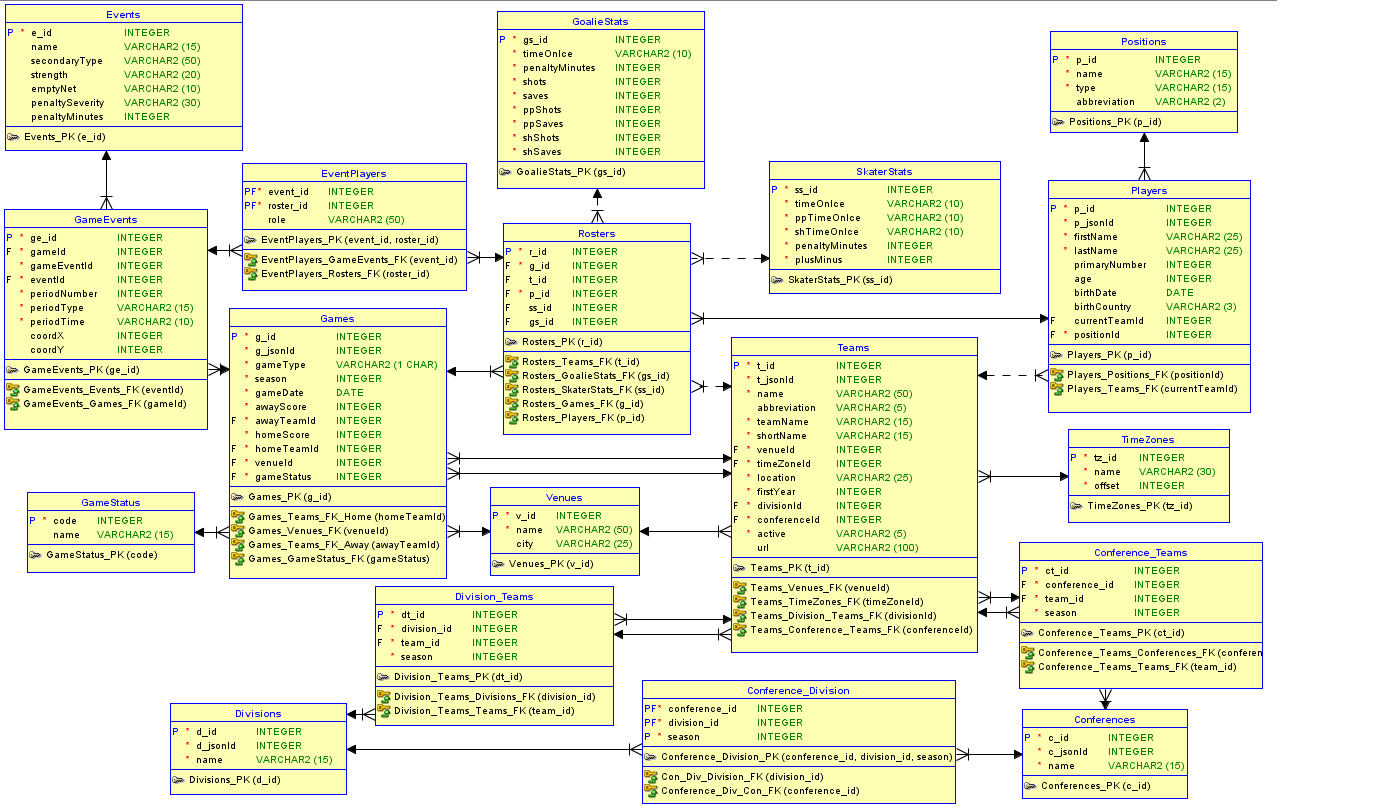 Events
P * e_id INTEGER
name VARCHAR2 (15)
secondaryType VARCHAR2 (50)
strength VARCHAR2 (20)
emptyNet VARCHAR2 (10)
penaltySeverity VARCHAR2 (30)
penaltyMinutes INTEGER
Events_PK (e_id)
GoalieStats
P * gs_id INTEGER
* timeOnIce VARCHAR2 (10)
* penaltyMinutes INTEGER
* shots INTEGER
* saves INTEGER
* ppShots INTEGER
* ppSaves INTEGER
* shShots INTEGER
* shSaves INTEGER
GoalieStats_PK (gs_id)
Positions
P * p_id INTEGER
* name VARCHAR2 (15)
* type VARCHAR2 (15)
abbreviation VARCHAR2 (2)
Positions_PK (p_id)
EventPlayers
PF* event_id INTEGER
PF* roster_id INTEGER
role VARCHAR2 (50)
EventPlayers_PK (event_id, roster_id)
EventPlayers_GameEvents_FK (event_id)
EventPlayers_Rosters_FK (roster_id)
SkaterStats
P * ss_id INTEGER
* timeOnIce VARCHAR2 (10)
* ppTimeOnIce VARCHAR2 (10)
* shTimeOnIce VARCHAR2 (10)
* penaltyMinutes INTEGER
* plusMinus INTEGER
SkaterStats_PK (ss_id)
Players
P * p_id INTEGER
* p_jsonId INTEGER
* firstName VARCHAR2 (25)
* lastName VARCHAR2 (25)
primaryNumber INTEGER
age INTEGER
birthDate DATE
birthCountry VARCHAR2 (3)
F currentTeamId INTEGER
F * positionId INTEGER
Players_PK (p_id)
Players_Positions_FK (positionId)
Players_Teams_FK (currentTeamId)
GameEvents
P * ge_id INTEGER
F * gameId INTEGER
* gameEventId INTEGER
F * eventId INTEGER
* periodNumber INTEGER
* periodType VARCHAR2 (15)
* periodTime VARCHAR2 (10)
coordX INTEGER
coordY INTEGER
GameEvents_PK (ge_id)
GameEvents_Events_FK (eventId)
GameEvents_Games_FK (gameId)
Rosters
P * r_id INTEGER
F * g_id INTEGER
F t_id INTEGER
F * p_id INTEGER
F ss_id INTEGER
F gs_id INTEGER
Rosters_PK (r_id)
Rosters_Teams_FK (t_id)
Rosters_GoalieStats_FK (gs_id)
Rosters_SkaterStats_FK (ss_id)
Rosters_Games_FK (g_id)
Rosters_Players_FK (p_id)
Games
P * g_id INTEGER
* g_jsonId INTEGER
* gameType VARCHAR2 (1 CHAR)
* season INTEGER
* gameDate DATE
* awayScore INTEGER
F * awayTeamId INTEGER
* homeScore INTEGER
F * homeTeamId INTEGER
F * venueId INTEGER
F * gameStatus INTEGER
Games_PK (g_id)
Games_Teams_FK_Home (homeTeamId)
Games_Venues_FK (venueId)
Games_Teams_FK_Away (awayTeamId)
Games_GameStatus_FK (gameStatus)
Teams
P * t_id INTEGER
* t_jsonId INTEGER
* name VARCHAR2 (50)
abbreviation VARCHAR2 (5)
* teamName VARCHAR2 (15)
* shortName VARCHAR2 (15)
F * venueId INTEGER
F * timeZoneId INTEGER
* location VARCHAR2 (25)
firstYear INTEGER
F * divisionId INTEGER
F * conferenceId INTEGER
* active VARCHAR2 (5)
url VARCHAR2 (100)
Teams_PK (t_id)
Teams_Venues_FK (venueId)
Teams_TimeZones_FK (timeZoneId)
Teams_Division_Teams_FK (divisionId)
Teams_Conference_Teams_FK (conferenceId)
TimeZones
P * tz_id INTEGER
* name VARCHAR2 (30)
* offset INTEGER
TimeZones_PK (tz_id)
GameStatus
P * code INTEGER
name VARCHAR2 (15)
GameStatus_PK (code)
Venues
P * v_id INTEGER
* name VARCHAR2 (50)
city VARCHAR2 (25)
Venues_PK (v_id)
Conference_Teams
P * ct_id INTEGER
F * conference_id INTEGER
F * team_id INTEGER
* season INTEGER
Conference_Teams_PK (ct_id)
Conference_Teams_Conferences_FK (conferen
Conference_Teams_Teams_FK (team_id)
Division_Teams
P * dt_id INTEGER
F * division_id INTEGER
F * team_id INTEGER
* season INTEGER
Division_Teams_PK (dt_id)
Division_Teams_Divisions_FK (division_id)
Division_Teams_Teams_FK (team_id)
Divisions
P * d_id INTEGER
* d_jsonId INTEGER
* name VARCHAR2 (15)
Divisions_PK (d_id)
Conference_Division
PF* conference_id INTEGER
PF* division_id INTEGER
P * season INTEGER
Conference_Division_PK (conference_id, division_id, season)
Con_Div_Division_FK (division_id)
Conference_Div_Con_FK (conference_id)
Conferences
P * c_id INTEGER
* c_jsonId INTEGER
* name VARCHAR2 (15)
Conferences_PK (c_id)